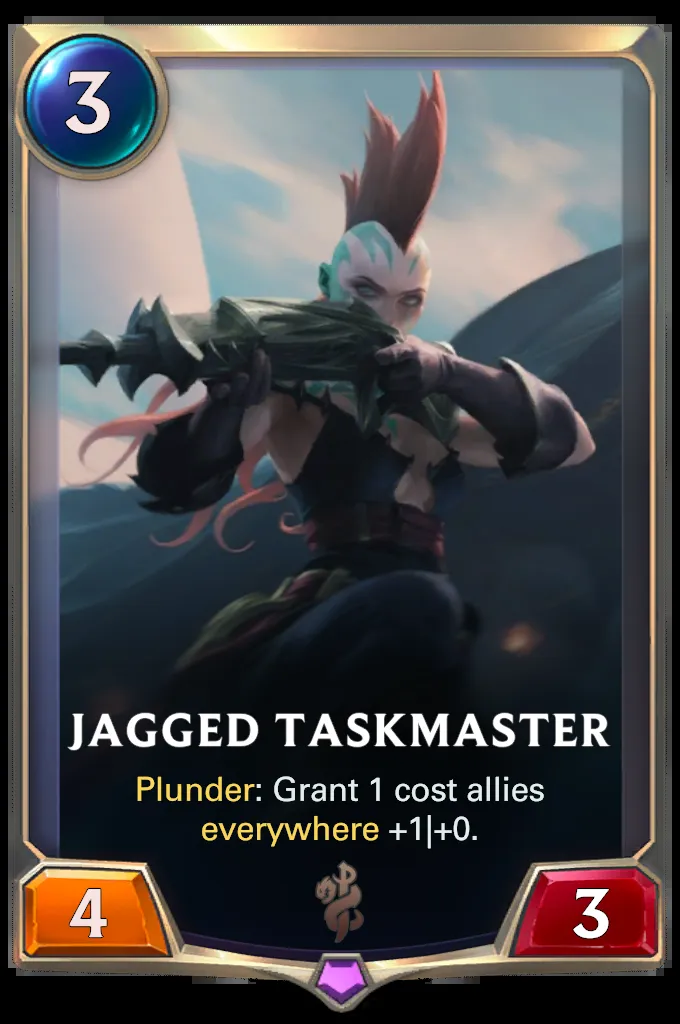 3
JAGGED TASKMASTER
Plunder: Grant 1 cost allies
everywhere +1|+0.
4
3